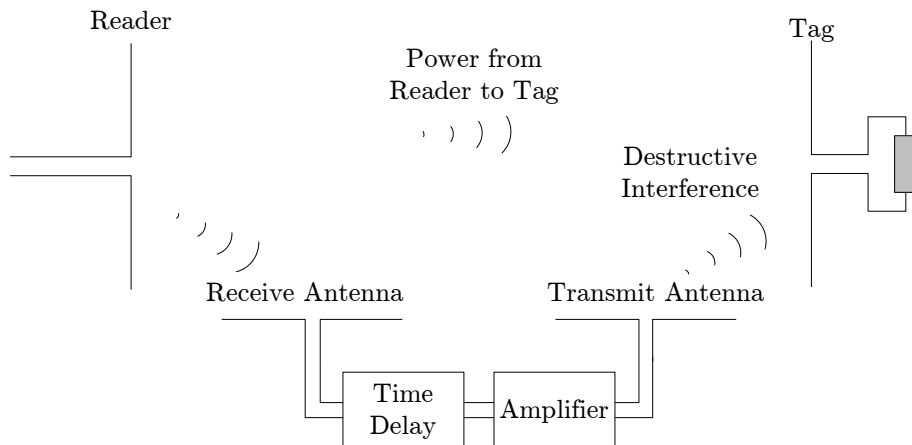 Reader
Tag
Power from
Reader to Tag
Destructive
Interference
Receive Antenna
Transmit Antenna
Time
Delay
Amplifier